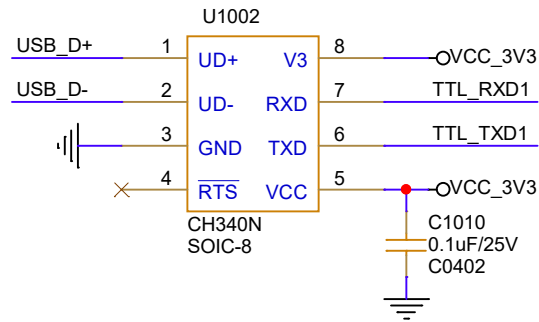 U1002
USB_D+ 1 UD+ V3 8 VCC_3V3
USB_D- 2 UD- RXD 7 TTL_RXD1
3 GND TXD 6 TTL_TXD1
4 RTS VCC 5 VCC_3V3
CH340N
SOIC-8
C1010
0.1uF/25V
C0402